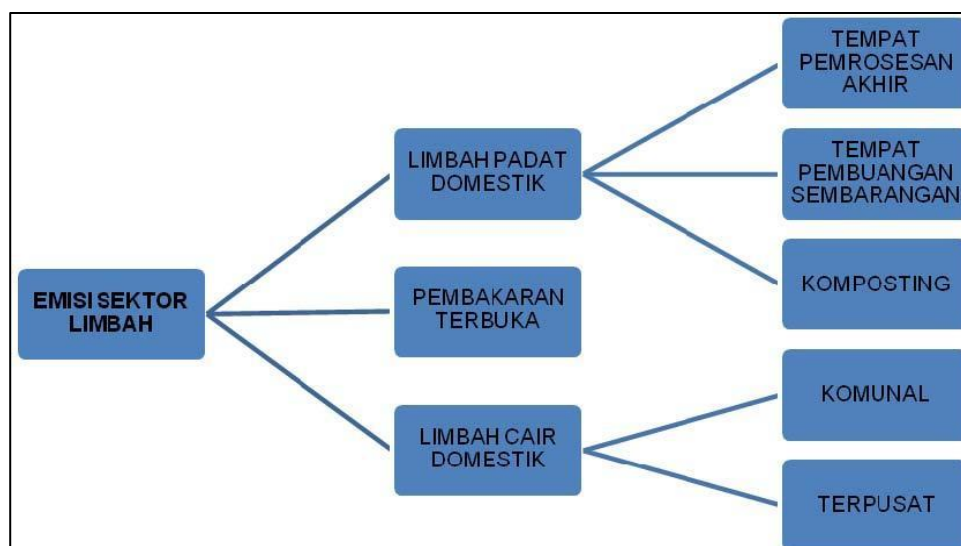 EMISI SEKTOR
LIMBAH
LIMBAH PADAT
DOMESTIK
PEMBAKARAN
TERBUKA
LIMBAH CAIR
DOMESTIK
TEMPAT
PEMROSESAN
AKHIR
TEMPAT
PEMBUANGAN
SEMBARANGAN
KOMPOSTING
KOMUNAL
TERPUSAT